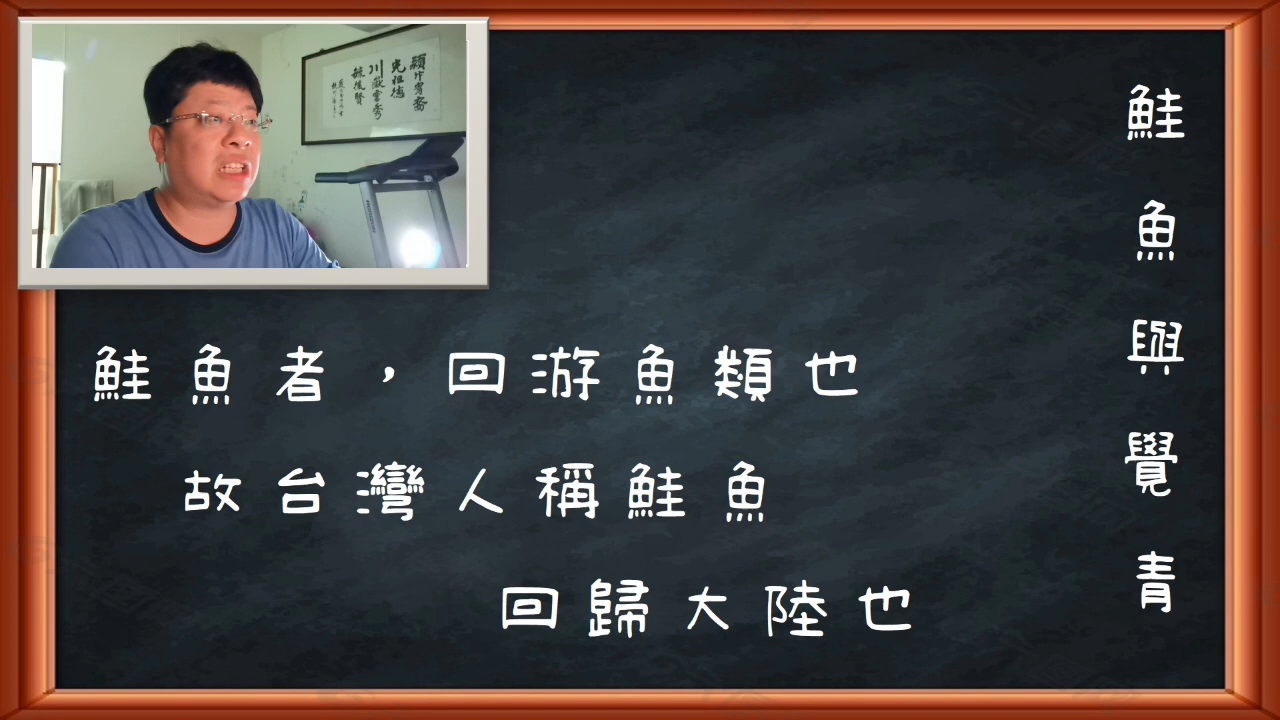 鮭魚與覺青
鮭魚者，回游魚類也
故台灣人稱鮭魚
回歸大陸也